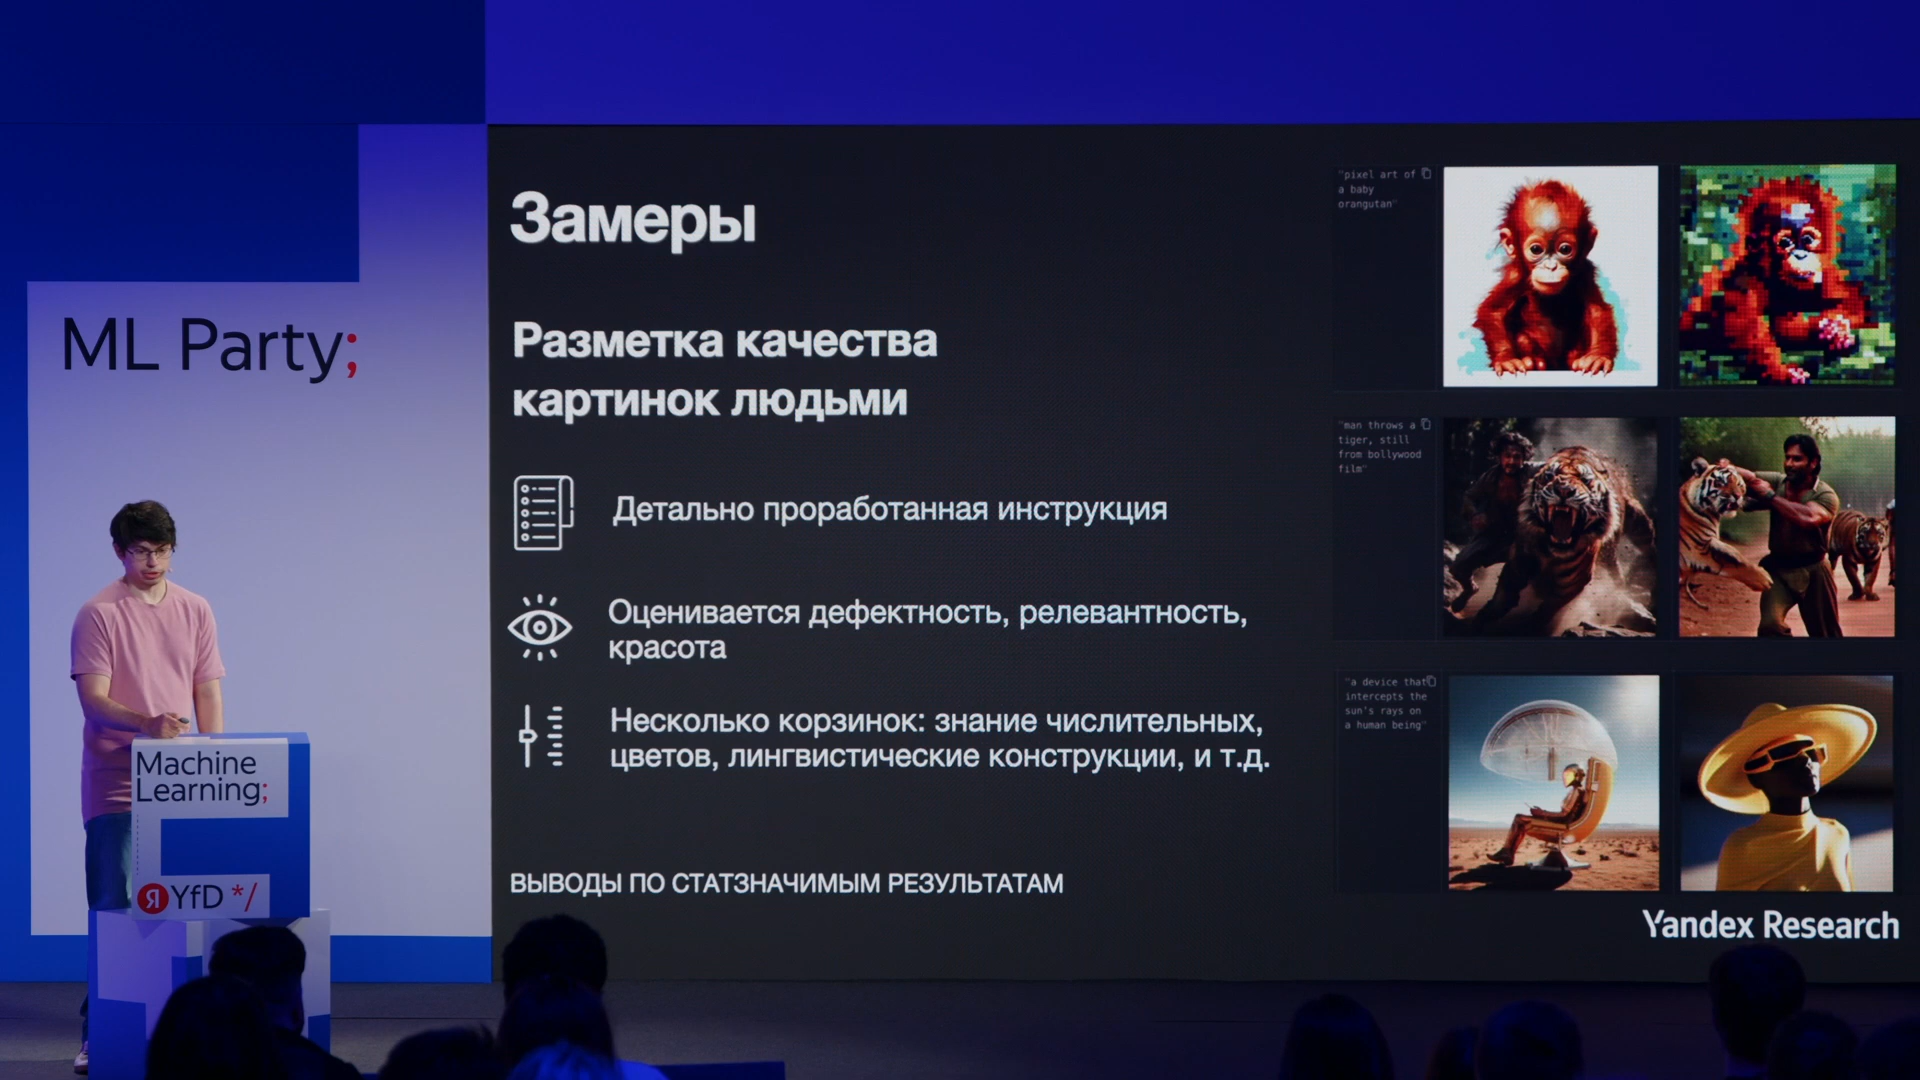 ML Party;
Machine
Learning;
Я YfD */
Замеры
Разметка качества
картинок людьми
Детально проработанная инструкция
Оценивается дефектность, релевантность,
красота
Несколько корзинок: знание числительных,
цветов, лингвистические конструкции, и т.д.
ВЫВОДЫ ПО СТАТЗНАЧИМЫМ РЕЗУЛЬТАТАМ
"pixel art of
a baby
orangutan"
"man throws a
tiger, still
from bollywood
film"
"a device that
intercepts the
sun's rays on
a human being"
Yandex Research